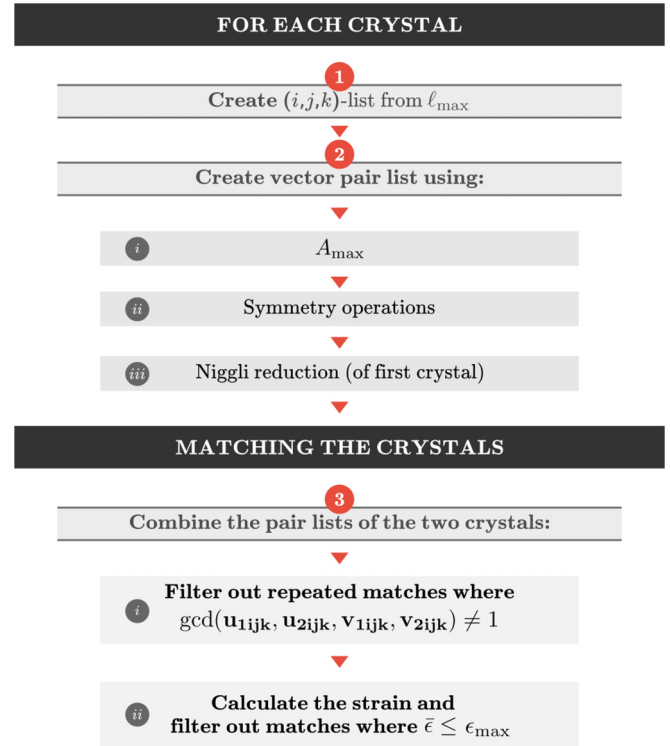 FOR EACH CRYSTAL
1
Create (i,j,k)-list from ℓmax
2
Create vector pair list using:
i
Amax
ii
Symmetry operations
iii
Niggli reduction (of first crystal)
MATCHING THE CRYSTALS
3
Combine the pair lists of the two crystals:
i
Filter out repeated matches where
gcd(u1ijk, u2ijk, v1ijk, v2ijk) ≠ 1
ii
Calculate the strain and
filter out matches where ϵ̄ ≤ ϵmax